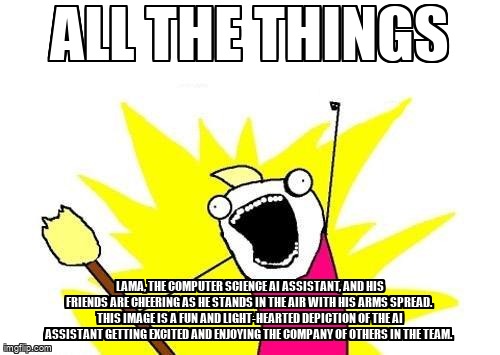 ALL THE THINGS
LAMA, THE COMPUTER SCIENCE AI ASSISTANT, AND HIS
FRIENDS ARE CHEERING AS HE STANDS IN THE AIR WITH HIS ARMS SPREAD.
THIS IMAGE IS A FUN AND LIGHT-HEARTED DEPICTION OF THE AI
ASSISTANT GETTING EXCITED AND ENJOYING THE COMPANY OF OTHERS IN THE TEAM.
imgflip.com